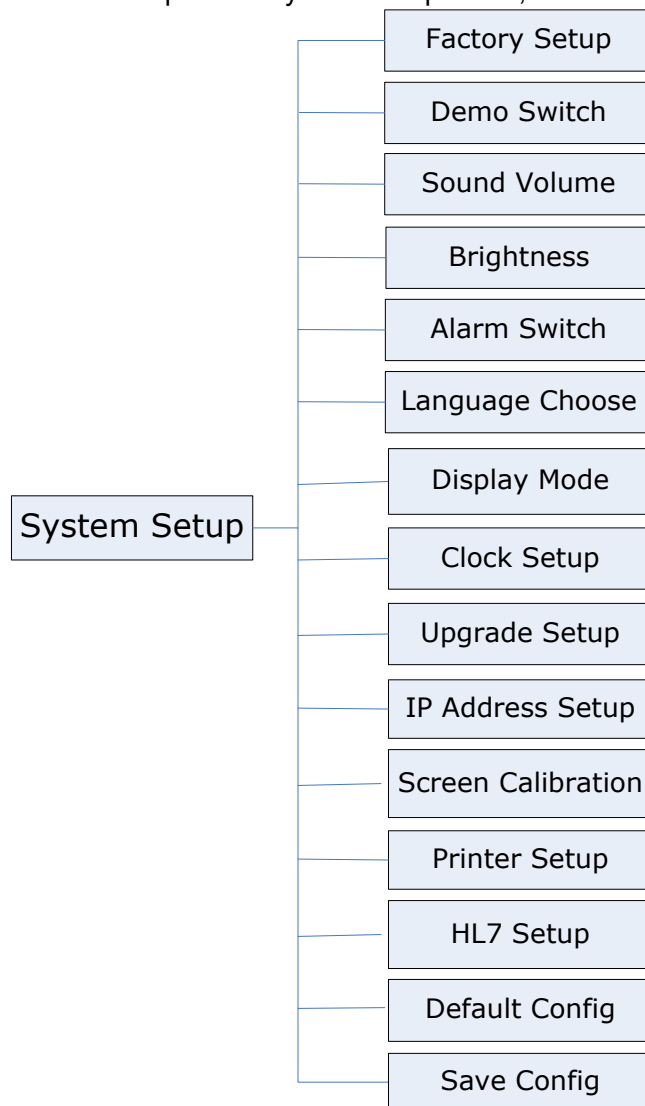 Factory Setup
Demo Switch
Sound Volume
Brightness
Alarm Switch
Language Choose
Display Mode
System Setup
Clock Setup
Upgrade Setup
IP Address Setup
Screen Calibration
Printer Setup
HL7 Setup
Default Config
Save Config